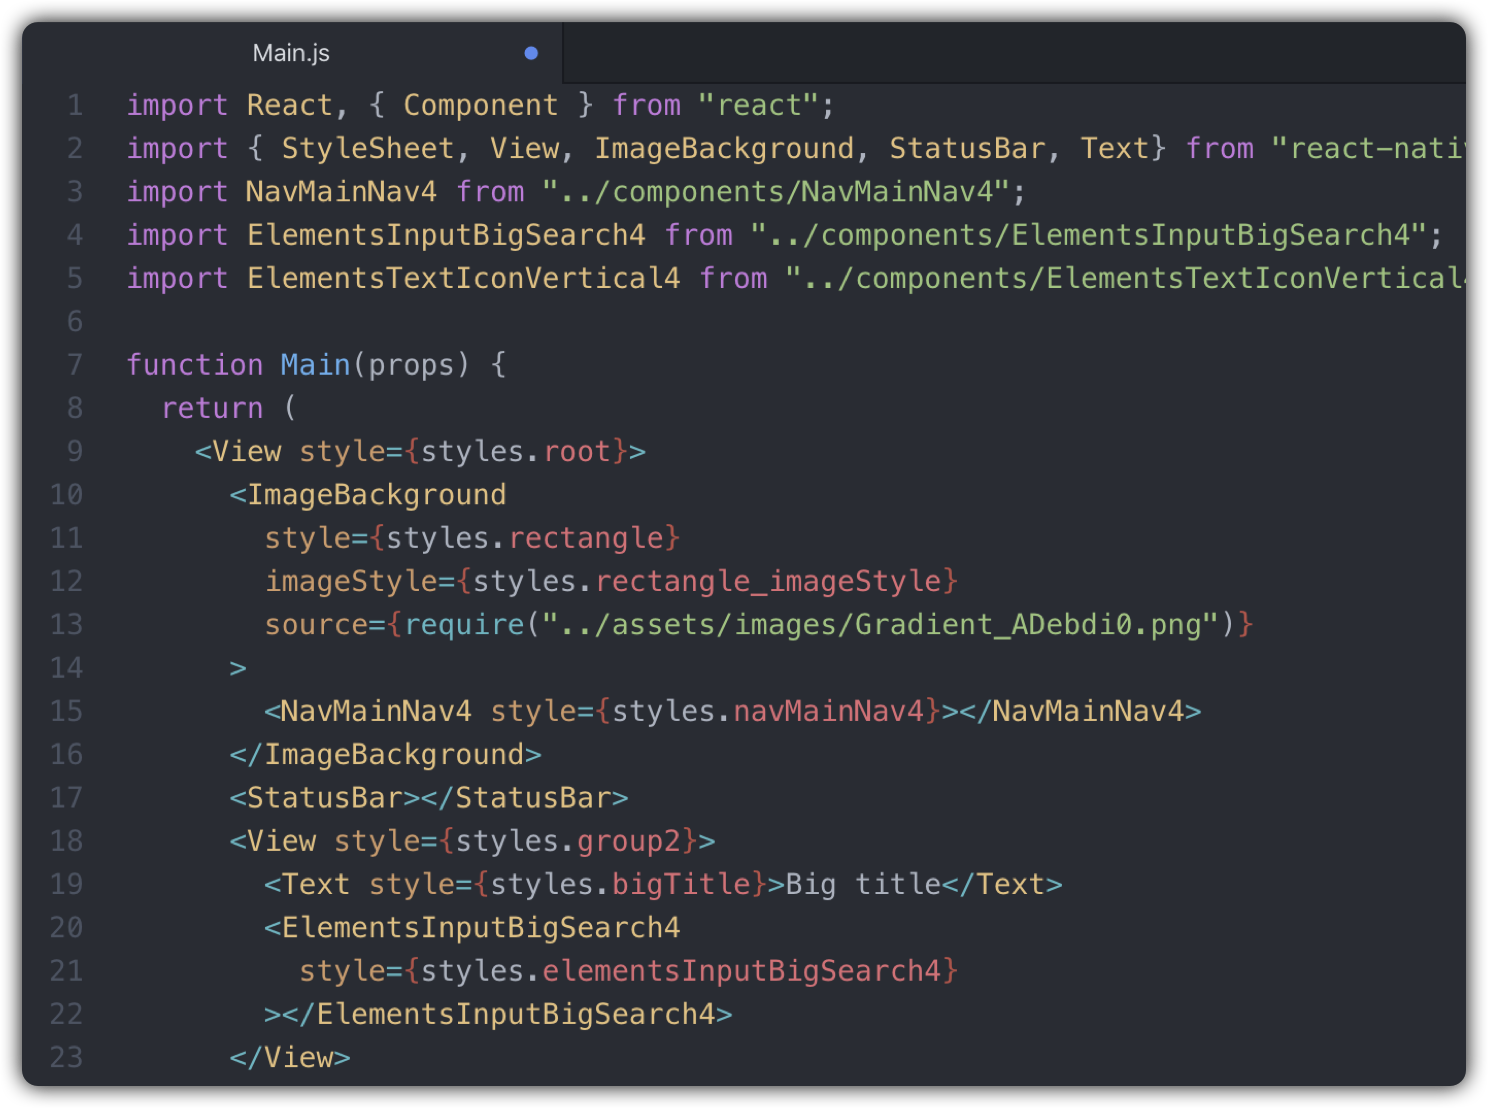 Main.js
1 import React, { Component } from "react";
2 import { StyleSheet, View, ImageBackground, StatusBar, Text} from "react-nati
3 import NavMainNav4 from "../components/NavMainNav4";
4 import ElementsInputBigSearch4 from "../components/ElementsInputBigSearch4";
5 import ElementsTextIconVertical4 from "../components/ElementsTextIconVertical
6
7 function Main(props) {
8   return (
9     <View style={styles.root}>
10       <ImageBackground
11         style={styles.rectangle}
12         imageStyle={styles.rectangle_imageStyle}
13         source={require("../assets/images/Gradient_ADebdi0.png")}
14       >
15         <NavMainNav4 style={styles.navMainNav4}></NavMainNav4>
16       </ImageBackground>
17       <StatusBar></StatusBar>
18       <View style={styles.group2}>
19         <Text style={styles.bigTitle}>Big title</Text>
20         <ElementsInputBigSearch4
21           style={styles.elementsInputBigSearch4}
22         ></ElementsInputBigSearch4>
23       </View>